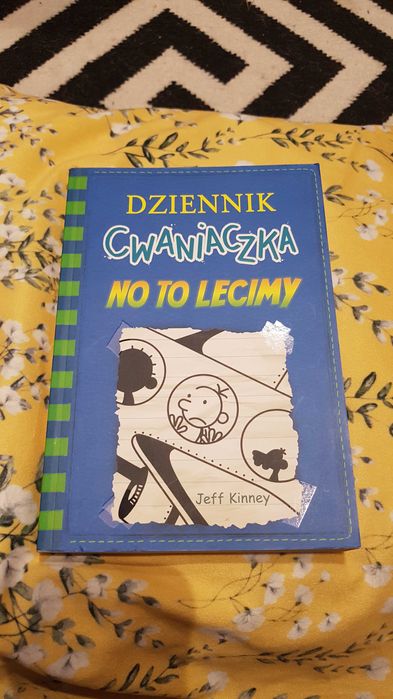 DZIENNIK
CWANIACZKA
NO TO LECIMY
Jeff Kinney